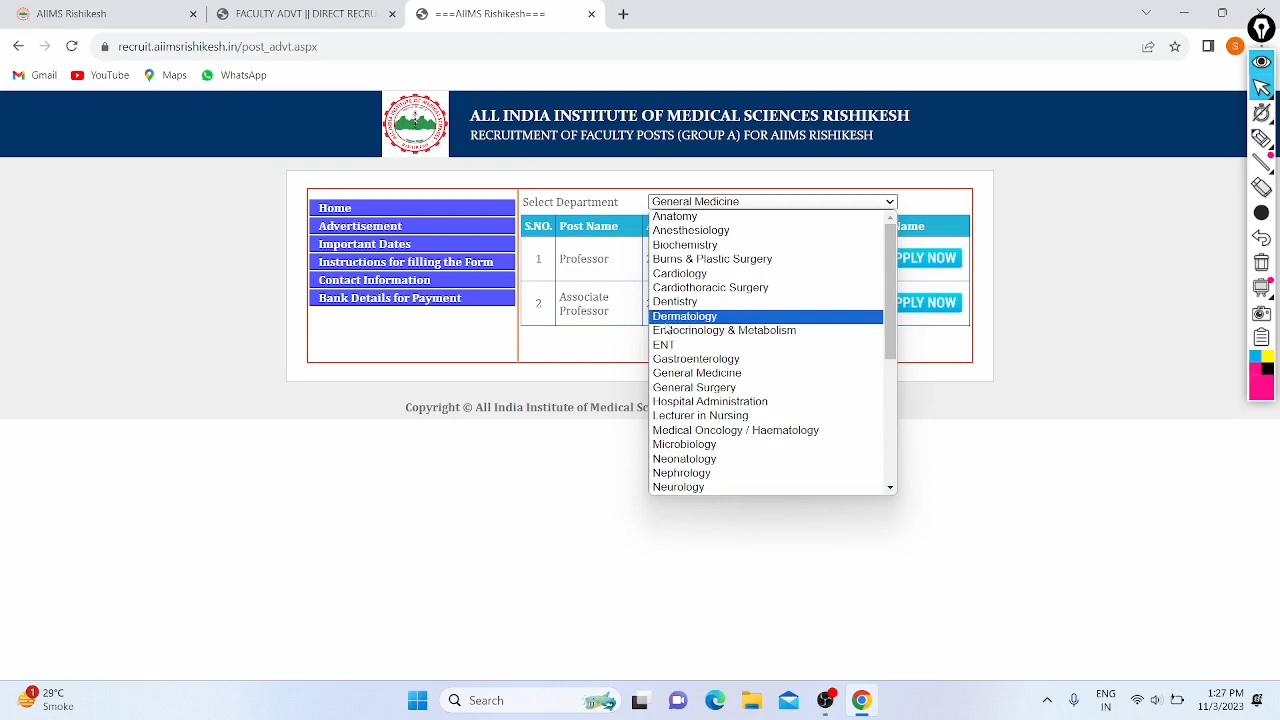 AIIMS Rishikesh
FACULTY ADVT || DIRECT RECRU
===AIIMS Rishikesh===
recruit.aiimsrishikesh.in/post_advt.aspx
S
Gmail
YouTube
Maps
WhatsApp
ALL INDIA INSTITUTE OF MEDICAL SCIENCES RISHIKESH
RECRUITMENT OF FACULTY POSTS (GROUP A) FOR AIIMS RISHIKESH
Home
Advertisement
Important Dates
Instructions for filling the Form
Contact Information
Bank Details for Payment
Select Department
General Medicine
S.NO. Post Name
Name
1 Professor
PPLY NOW
2 Associate
Professor
PPLY NOW
Anatomy
Anesthesiology
Biochemistry
Burns & Plastic Surgery
Cardiology
Cardiothoracic Surgery
Dentistry
Dermatology
Endocrinology & Metabolism
ENT
Gastroenterology
General Medicine
General Surgery
Hospital Administration
Lecturer in Nursing
Medical Oncology / Haematology
Microbiology
Neonatology
Nephrology
Neurology
Copyright © All India Institute of Medical Sc
1
29°C
Smoke
Search
ENG
IN
1:27 PM
11/3/2023